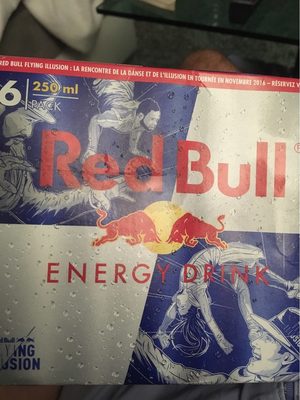 RED BULL FLYING ILLUSION : LA RENCONTRE DE LA DANSE ET DE L'ILLUSION EN TOURNÉE EN NOVEMBRE 2016 – RÉSERVEZ V
6 250 ml
PACK
Red Bull®
ENERGY DRINK
YING
LUSION